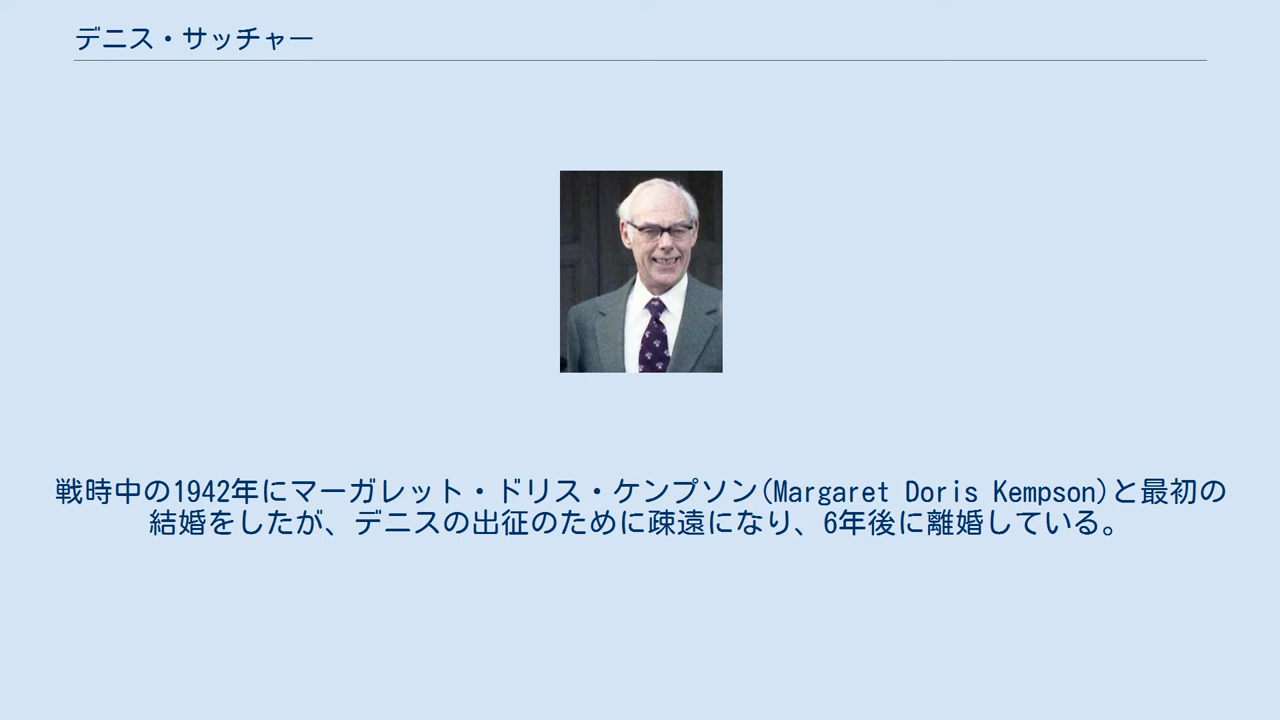 デニス・サッチャー
戦時中の1942年にマーガレット・ドリス・ケンプソン(Margaret Doris Kempson)と最初の
結婚をしたが、デニスの出征のために疎遠になり、6年後に離婚している。